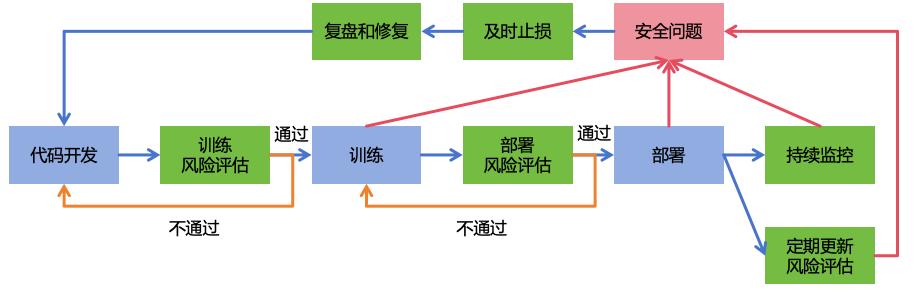 复盘和修复
及时止损
安全问题
代码开发
训练
风险评估
通过
训练
部署
风险评估
通过
部署
持续监控
不通过
不通过
定期更新
风险评估